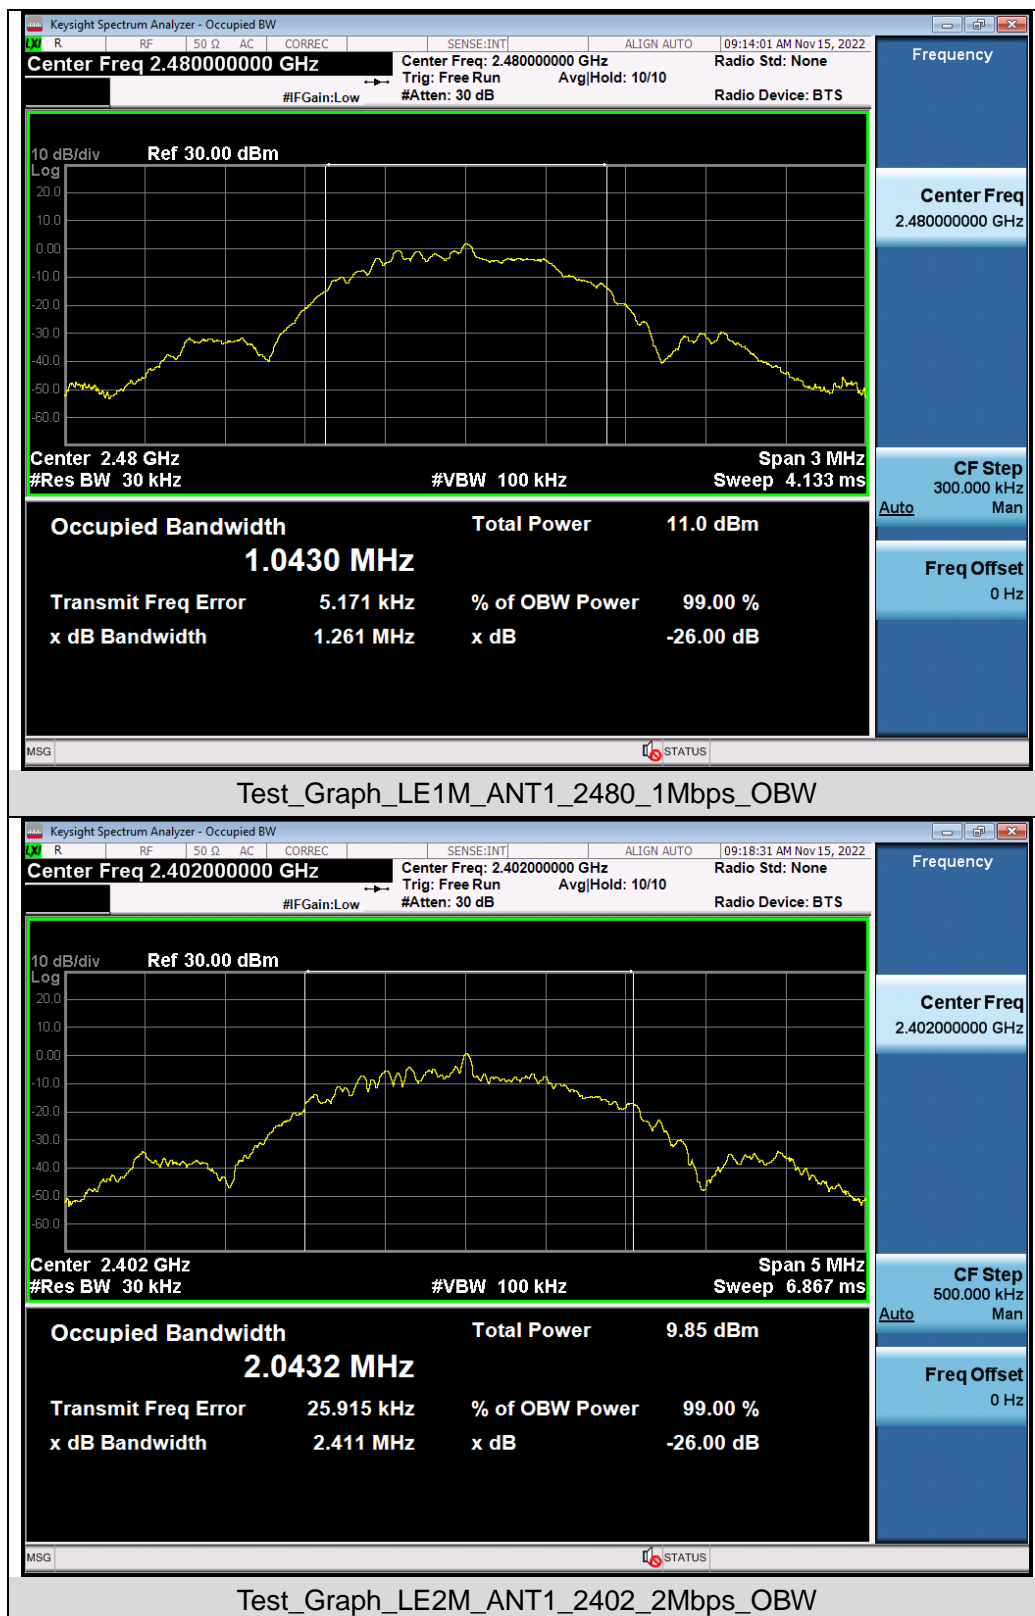 Keysight Spectrum Analyzer - Occupied BW
LXI R RF 50 Ω AC CORREC SENSE:INT ALIGN AUTO 09:14:01 AM Nov 15, 2022
Center Freq 2.480000000 GHz
Center Freq: 2.480000000 GHz Radio Std: None
Trig: Free Run Avg|Hold: 10/10
#IFGain:Low #Atten: 30 dB Radio Device: BTS
Frequency
10 dB/div Ref 30.00 dBm
Log
20.0
10.0
0.00
-10.0
-20.0
-30.0
-40.0
-50.0
-60.0
Center Freq
2.480000000 GHz
Center 2.48 GHz Span 3 MHz
#Res BW 30 kHz #VBW 100 kHz Sweep 4.133 ms
CF Step
300.000 kHz
Auto Man
Occupied Bandwidth Total Power 11.0 dBm
1.0430 MHz
Transmit Freq Error 5.171 kHz % of OBW Power 99.00 %
x dB Bandwidth 1.261 MHz x dB -26.00 dB
Freq Offset
0 Hz
MSG STATUS
Test_Graph_LE1M_ANT1_2480_1Mbps_OBW
Keysight Spectrum Analyzer - Occupied BW
LXI R RF 50 Ω AC CORREC SENSE:INT ALIGN AUTO 09:18:31 AM Nov 15, 2022
Center Freq 2.402000000 GHz
Center Freq: 2.402000000 GHz Radio Std: None
Trig: Free Run Avg|Hold: 10/10
#IFGain:Low #Atten: 30 dB Radio Device: BTS
Frequency
10 dB/div Ref 30.00 dBm
Log
20.0
10.0
0.00
-10.0
-20.0
-30.0
-40.0
-50.0
-60.0
Center Freq
2.402000000 GHz
Center 2.402 GHz Span 5 MHz
#Res BW 30 kHz #VBW 100 kHz Sweep 6.867 ms
CF Step
500.000 kHz
Auto Man
Occupied Bandwidth Total Power 9.85 dBm
2.0432 MHz
Transmit Freq Error 25.915 kHz % of OBW Power 99.00 %
x dB Bandwidth 2.411 MHz x dB -26.00 dB
Freq Offset
0 Hz
MSG STATUS
Test_Graph_LE2M_ANT1_2402_2Mbps_OBW